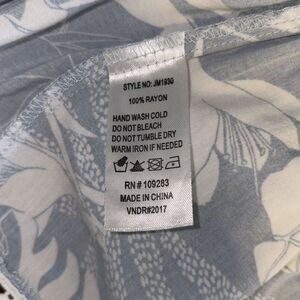 STYLE NO: JM1930
100% RAYON
HAND WASH COLD
DO NOT BLEACH
DO NOT TUMBLE DRY
WARM IRON IF NEEDED
RN # 109283
MADE IN CHINA
VNDR#2017